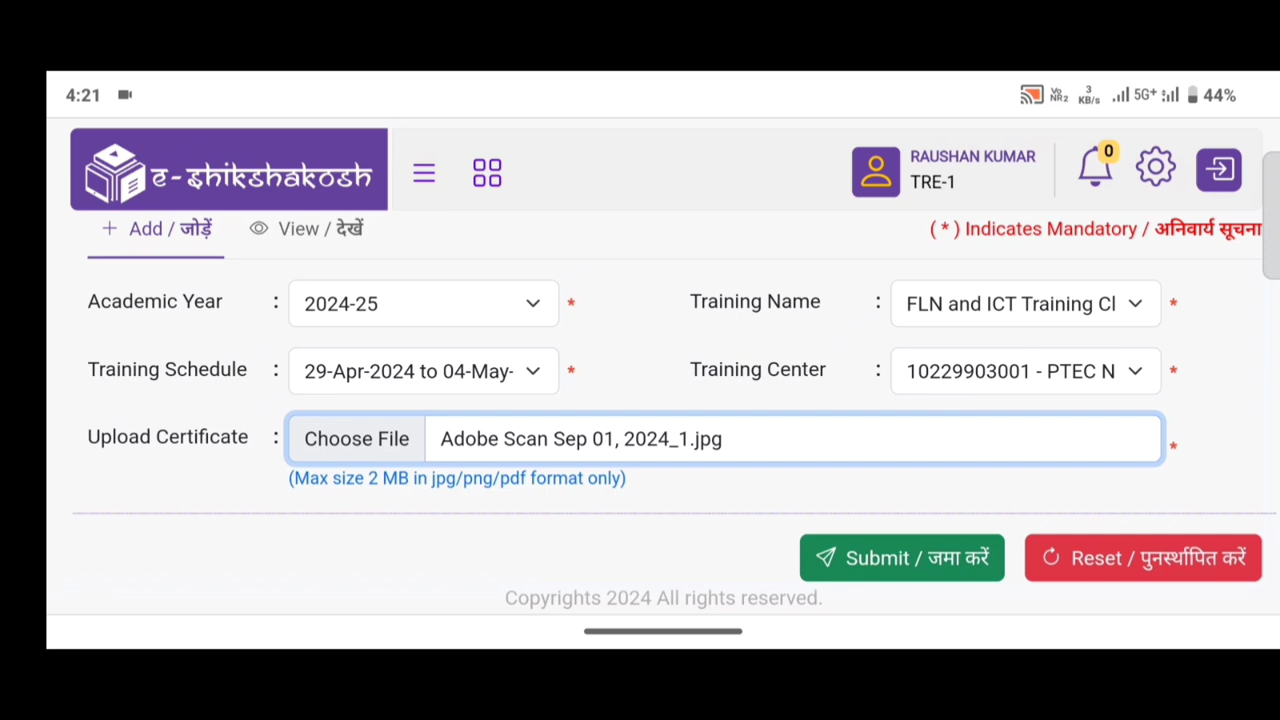 4:21 Vo NR2 3 KB/s 5G+ 44%
e-shikshakosh RAUSHAN KUMAR 0
TRE-1
+ Add / जोड़ें View / देखें ( * ) Indicates Mandatory / अनिवार्य सूचना
Academic Year : 2024-25 * Training Name : FLN and ICT Training Cl *
Training Schedule : 29-Apr-2024 to 04-May- * Training Center : 10229903001 - PTEC N *
Upload Certificate : Choose File Adobe Scan Sep 01, 2024_1.jpg *
(Max size 2 MB in jpg/png/pdf format only)
Submit / जमा करें Reset / पुनर्स्थापित करें
Copyrights 2024 All rights reserved.